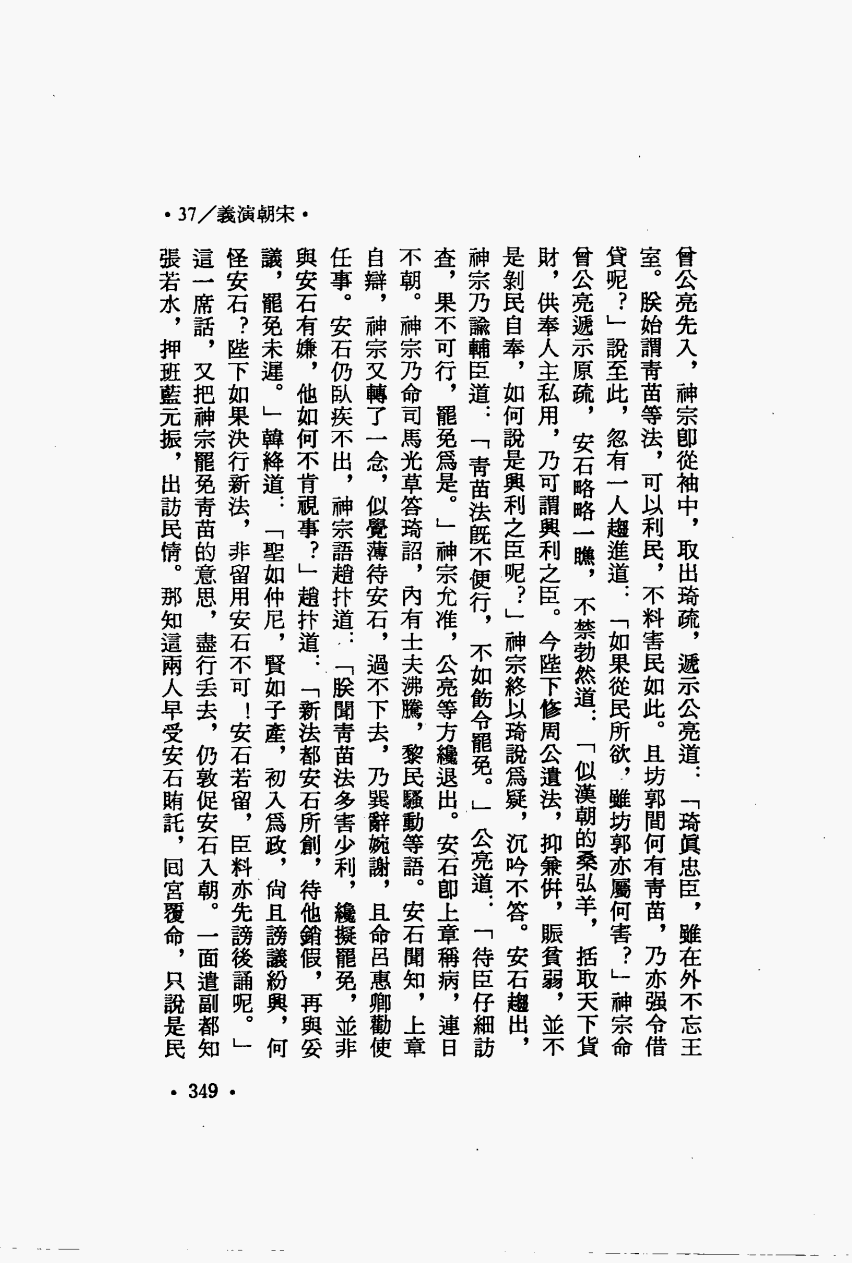 •37／義演朝宋•
曾公亮先入，神宗卽從袖中，取出琦疏，遞示公亮道：「琦眞忠臣，雖在外不忘王
室。朕始謂靑苗等法，可以利民，不料害民如此。且坊郭間何有靑苗，乃亦强令借
貸呢？」說至此，忽有一人趨進道：「如果從民所欲，雖坊郭亦屬何害？」神宗命
曾公亮遞示原疏，安石略略一瞧，不禁勃然道：「似漢朝的桑弘羊，括取天下貨
財，供奉人主私用，乃可謂興利之臣。今陛下修周公遺法，抑兼倂，賑貧弱，並不
是剝民自奉，如何說是興利之臣呢？」神宗終以琦說爲疑，沉吟不答。安石趨出，
神宗乃諭輔臣道：「靑苗法旣不便行，不如飭令罷免。」公亮道：「待臣仔細訪
查，果不可行，罷免爲是。」神宗允准，公亮等方纔退出。安石卽上章稱病，連日
不朝。神宗乃命司馬光草答琦詔，內有士夫沸騰，黎民騷動等語。安石聞知，上章
自辯，神宗又轉了一念，似覺薄待安石，過不下去，乃巽辭婉謝，且命呂惠卿勸使
任事。安石仍臥疾不出，神宗語趙抃道：「朕聞靑苗法多害少利，纔擬罷免，並非
與安石有嫌，他如何不肯視事？」趙抃道：「新法都安石所創，待他銷假，再與妥
議，罷免未遲。」韓絳道：「聖如仲尼，賢如子產，初入爲政，尙且謗議紛興，何
怪安石？陛下如果決行新法，非留用安石不可！安石若留，臣料亦先謗後誦呢。」
這一席話，又把神宗罷免靑苗的意思，盡行丢去，仍敦促安石入朝。一面遣副都知
張若水，押班藍元振，出訪民情。那知這兩人早受安石賄託，囘宮覆命，只說是民
•349•